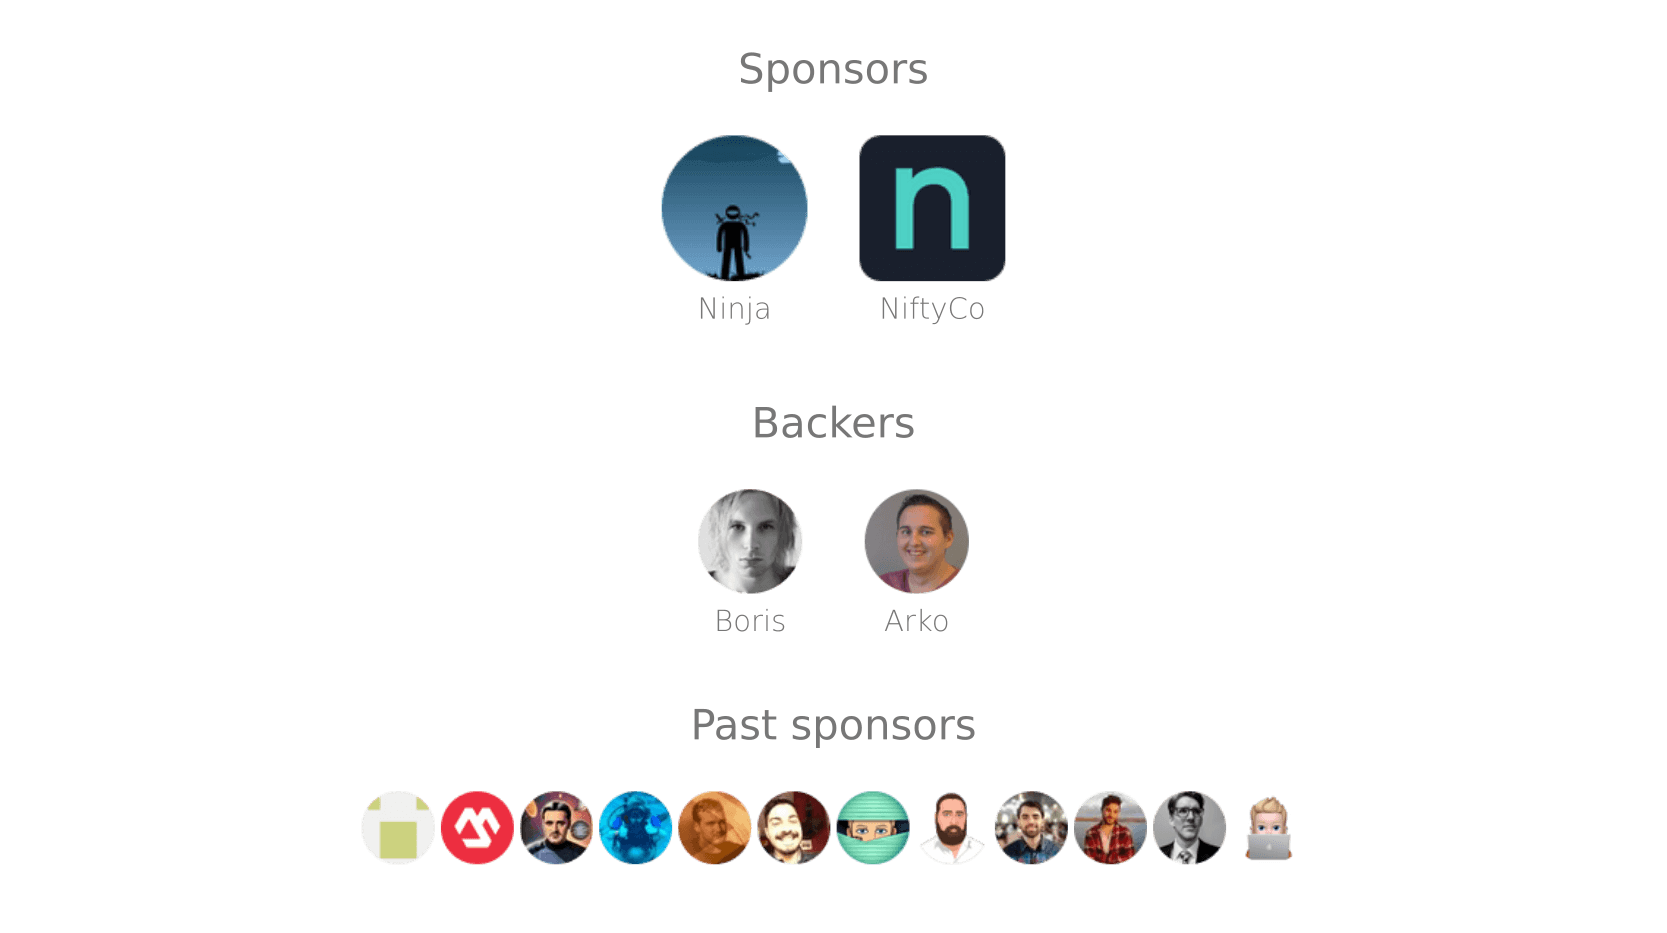 Sponsors
n
Ninja NiftyCo
Backers
Boris Arko
Past sponsors